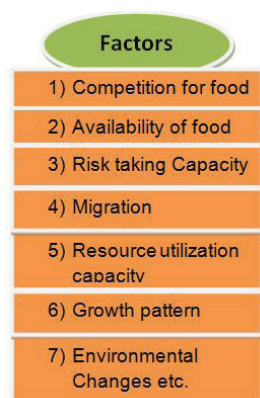 Factors
1) Competition for food
2) Availability of food
3) Risk taking Capacity
4) Migration
5) Resource utilization
capacity
6) Growth pattern
7) Environmental
Changes etc.